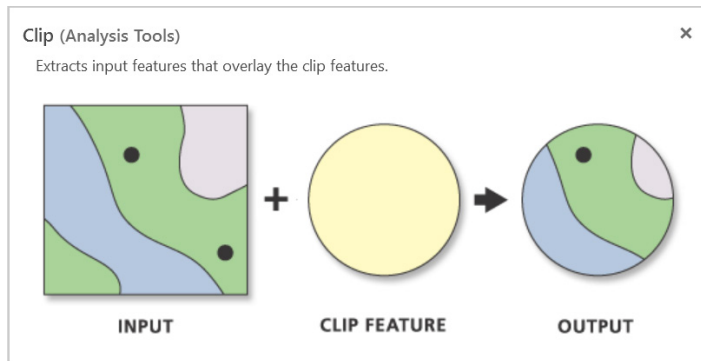 Clip (Analysis Tools)
Extracts input features that overlay the clip features.
INPUT
CLIP FEATURE
OUTPUT